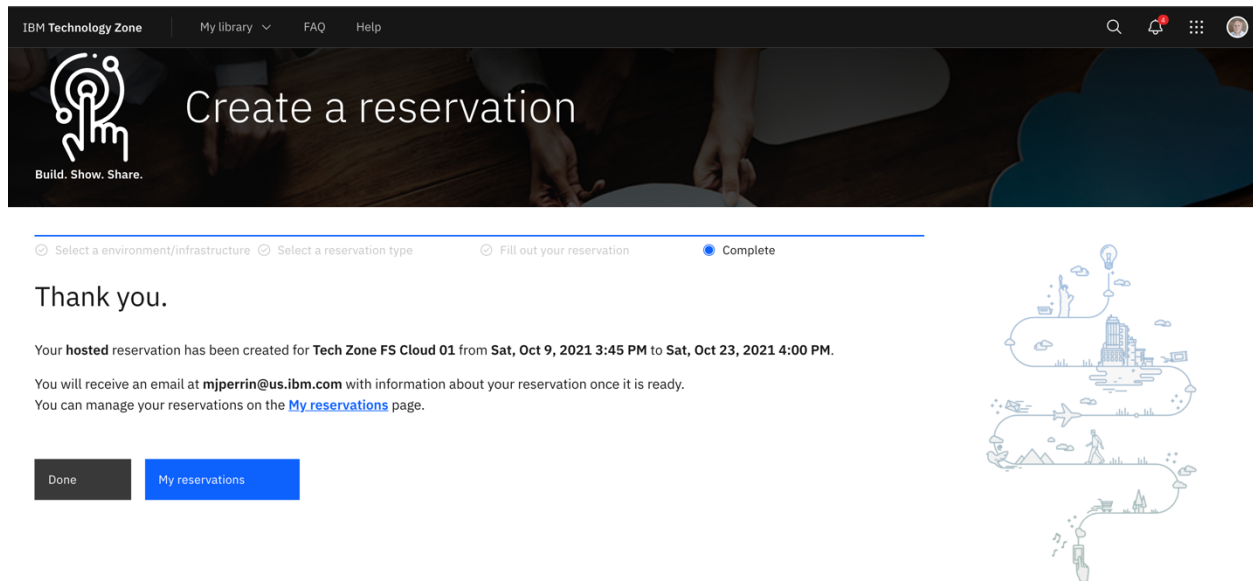 IBM Technology Zone My library FAQ Help 4
Create a reservation
Build. Show. Share.
Select a environment/infrastructure Select a reservation type Fill out your reservation Complete
Thank you.
Your hosted reservation has been created for Tech Zone FS Cloud 01 from Sat, Oct 9, 2021 3:45 PM to Sat, Oct 23, 2021 4:00 PM.
You will receive an email at mjperrin@us.ibm.com with information about your reservation once it is ready.
You can manage your reservations on the My reservations page.
Done My reservations